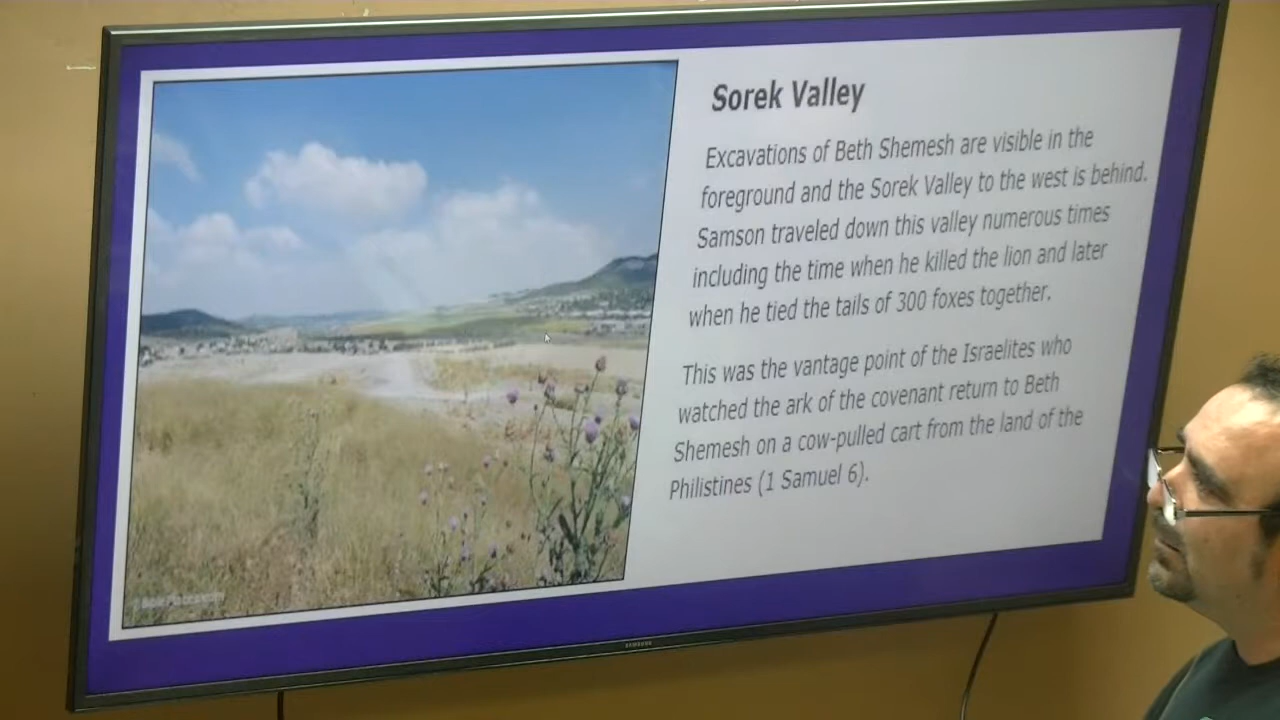 Sorek Valley
Excavations of Beth Shemesh are visible in the
foreground and the Sorek Valley to the west is behind.
Samson traveled down this valley numerous times
including the time when he killed the lion and later
when he tied the tails of 300 foxes together.
This was the vantage point of the Israelites who
watched the ark of the covenant return to Beth
Shemesh on a cow-pulled cart from the land of the
Philistines (1 Samuel 6).
SAMSUNG